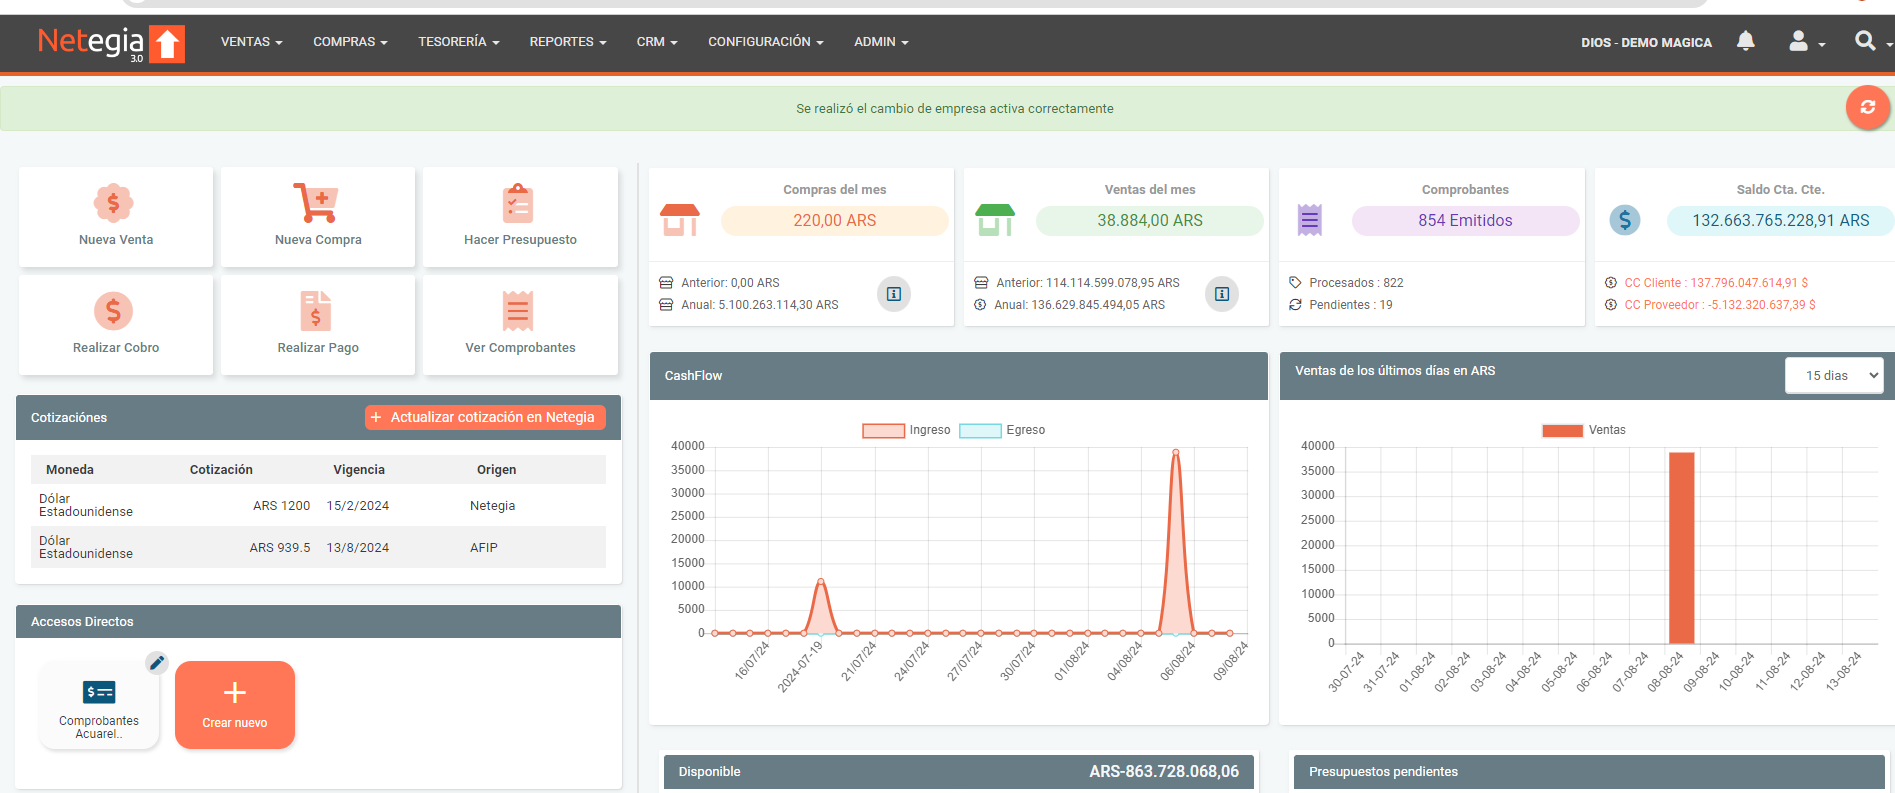 Netegia
3.0
VENTAS
COMPRAS
TESORERÍA
REPORTES
CRM
CONFIGURACIÓN
ADMIN
DIOS - DEMO MAGICA
Se realizó el cambio de empresa activa correctamente
Nueva Venta
Nueva Compra
Hacer Presupuesto
Realizar Cobro
Realizar Pago
Ver Comprobantes
Cotizaciónes
+ Actualizar cotización en Netegia
Moneda Cotización Vigencia Origen
Dólar
Estadounidense
ARS 1200 15/2/2024 Netegia
Dólar
Estadounidense
ARS 939.5 13/8/2024 AFIP
Accesos Directos
Comprobantes
Acuarel..
Crear nuevo
Compras del mes
220,00 ARS
Anterior: 0,00 ARS
Anual: 5.100.263.114,30 ARS
Ventas del mes
38.884,00 ARS
Anterior: 114.114.599.078,95 ARS
Anual: 136.629.845.494,05 ARS
Comprobantes
854 Emitidos
Procesados : 822
Pendientes : 19
Saldo Cta. Cte.
132.663.765.228,91 ARS
CC Cliente : 137.796.047.614,91 $
CC Proveedor : -5.132.320.637,39 $
CashFlow
Ingreso
Egreso
40000
35000
30000
25000
20000
15000
10000
5000
0
16/07/24
2024-07-19
21/07/24
24/07/24
27/07/24
30/07/24
01/08/24
04/08/24
06/08/24
09/08/24
Ventas de los últimos días en ARS
15 dias
Ventas
40000
35000
30000
25000
20000
15000
10000
5000
0
30-07-24
31-07-24
01-08-24
02-08-24
03-08-24
04-08-24
05-08-24
06-08-24
07-08-24
08-08-24
09-08-24
10-08-24
11-08-24
12-08-24
13-08-24
Disponible
ARS-863.728.068,06
Presupuestos pendientes